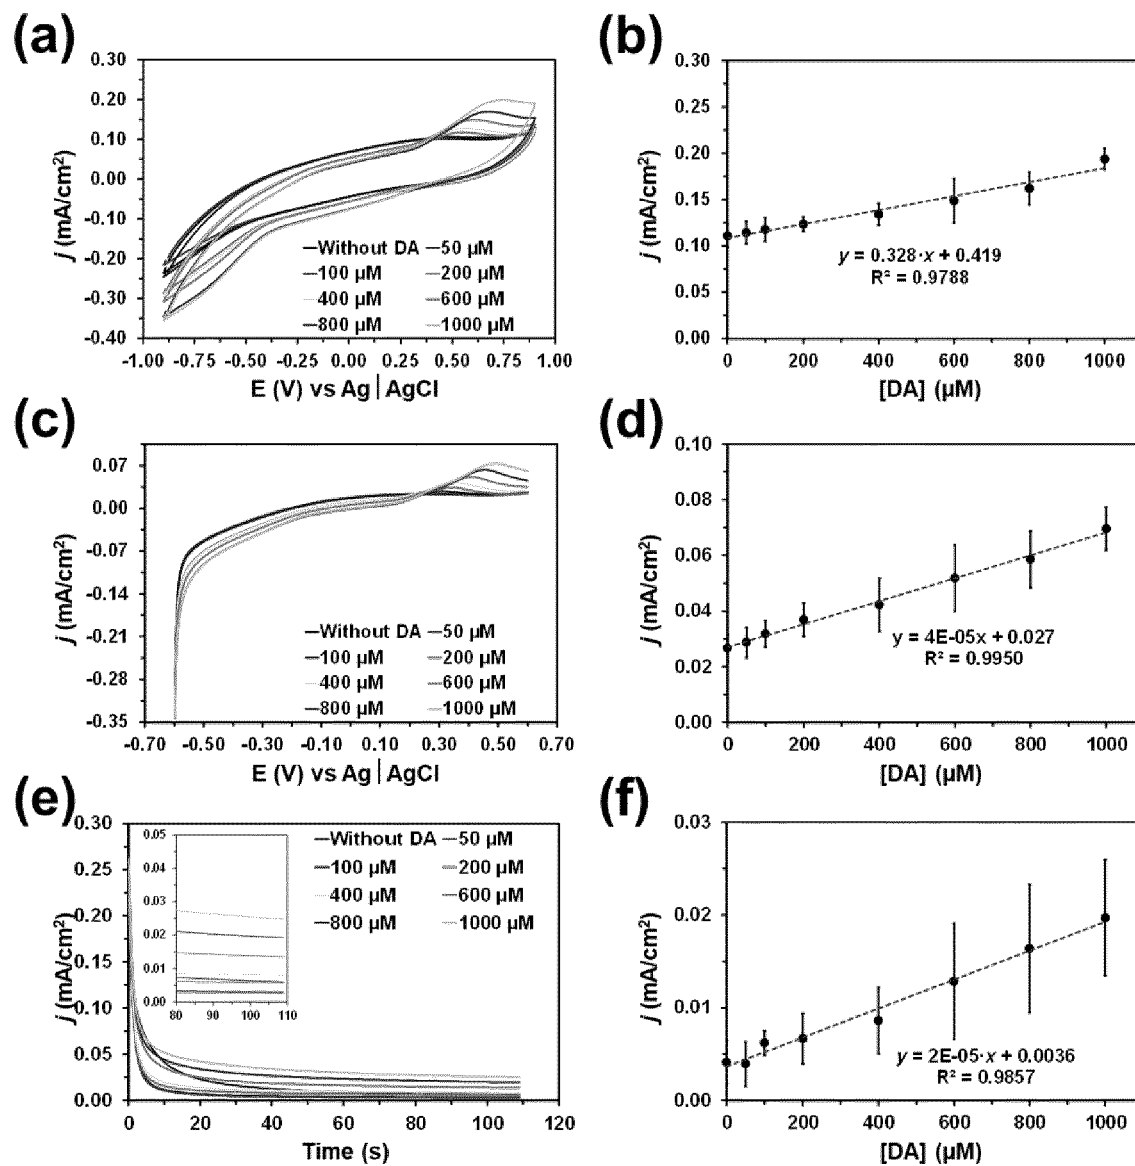 (a)
0.30
0.20
0.10
0.00
-0.10
-0.20
-0.30
-0.40
j (mA/cm²)
Without DA
50 µM
100 µM
200 µM
400 µM
600 µM
800 µM
1000 µM
-1.00 -0.75 -0.50 -0.25 0.00 0.25 0.50 0.75 1.00
E (V) vs Ag|AgCl
(b)
0.30
0.25
0.20
0.15
0.10
0.05
0.00
j (mA/cm²)
y = 0.328·x + 0.419
R² = 0.9788
0 200 400 600 800 1000
[DA] (µM)
(c)
0.07
0.00
-0.07
-0.14
-0.21
-0.28
-0.35
j (mA/cm²)
Without DA
50 µM
100 µM
200 µM
400 µM
600 µM
800 µM
1000 µM
-0.70 -0.50 -0.30 -0.10 0.10 0.30 0.50 0.70
E (V) vs Ag|AgCl
(d)
0.10
0.08
0.06
0.04
0.02
0.00
j (mA/cm²)
y = 4E-05x + 0.027
R² = 0.9950
0 200 400 600 800 1000
[DA] (µM)
(e)
0.30
0.25
0.20
0.15
0.10
0.05
0.00
j (mA/cm²)
0.05
0.04
0.03
0.02
0.01
0.00
80 90 100 110
Without DA
50 µM
100 µM
200 µM
400 µM
600 µM
800 µM
1000 µM
0 20 40 60 80 100 120
Time (s)
(f)
0.03
0.02
0.01
0.00
j (mA/cm²)
y = 2E-05·x + 0.0036
R² = 0.9857
0 200 400 600 800 1000
[DA] (µM)